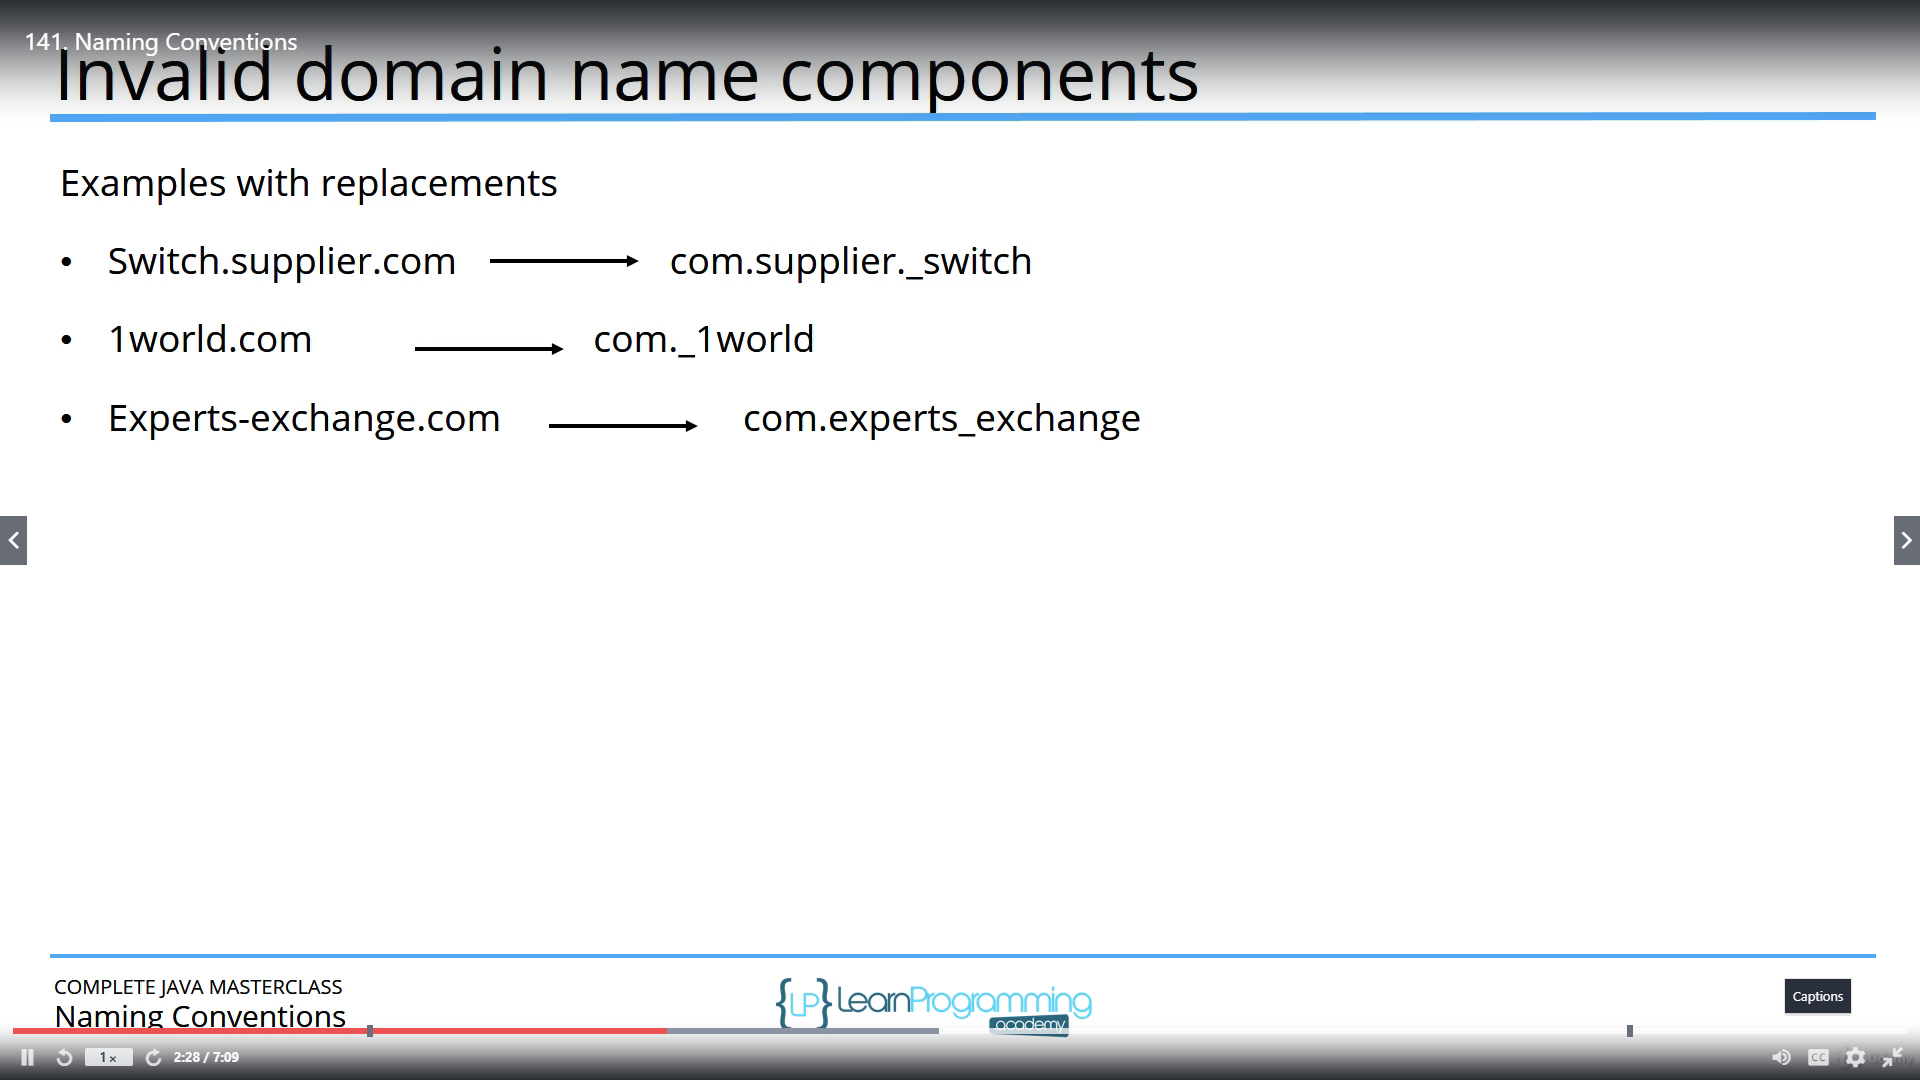 141. Naming Conventions
Invalid domain name components
Examples with replacements
• Switch.supplier.com com.supplier._switch
• 1world.com com._1world
• Experts-exchange.com com.experts_exchange
COMPLETE JAVA MASTERCLASS
Naming Conventions
{LP} LearnProgramming
academy
Captions
1x
2:28 / 7:09
CC